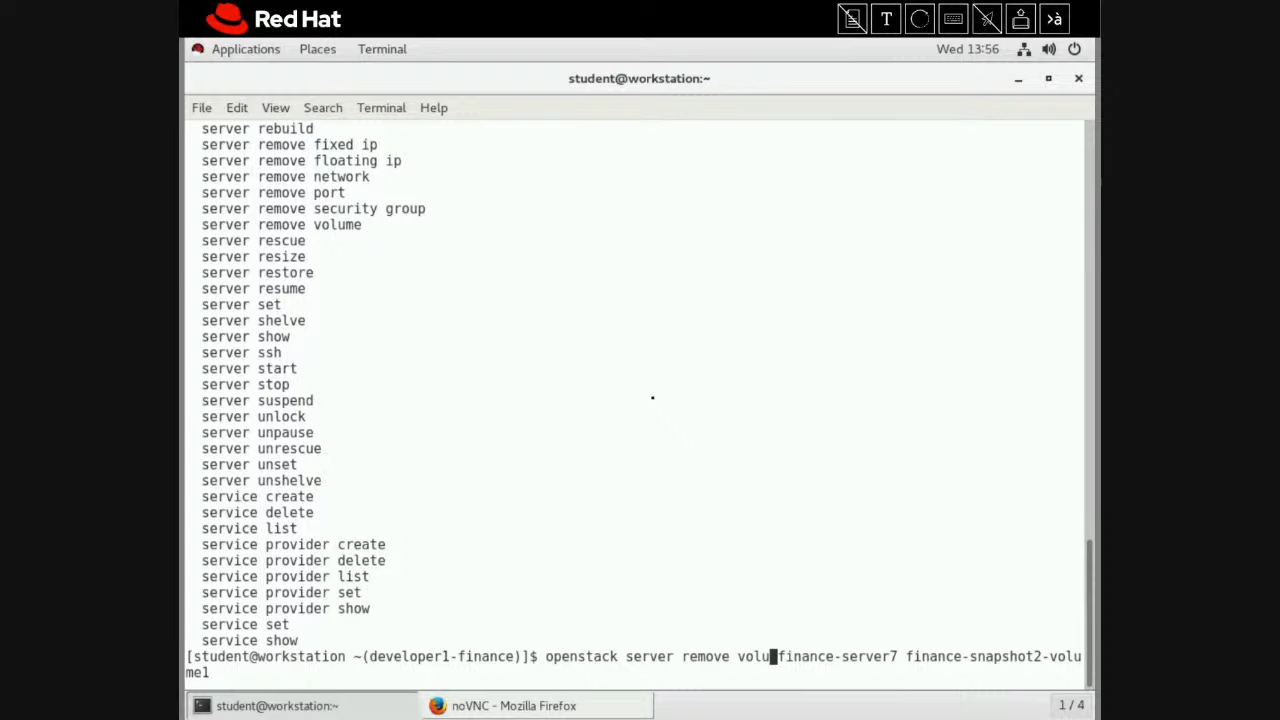 Red Hat
T
>à
Applications Places Terminal Wed 13:56
student@workstation:~
File Edit View Search Terminal Help
server rebuild
server remove fixed ip
server remove floating ip
server remove network
server remove port
server remove security group
server remove volume
server rescue
server resize
server restore
server resume
server set
server shelve
server show
server ssh
server start
server stop
server suspend
server unlock
server unpause
server unrescue
server unset
server unshelve
service create
service delete
service list
service provider create
service provider delete
service provider list
service provider set
service provider show
service set
service show
[student@workstation ~(developer1-finance)]$ openstack server remove volu finance-server7 finance-snapshot2-volu
me1
student@workstation:~ noVNC - Mozilla Firefox 1 / 4